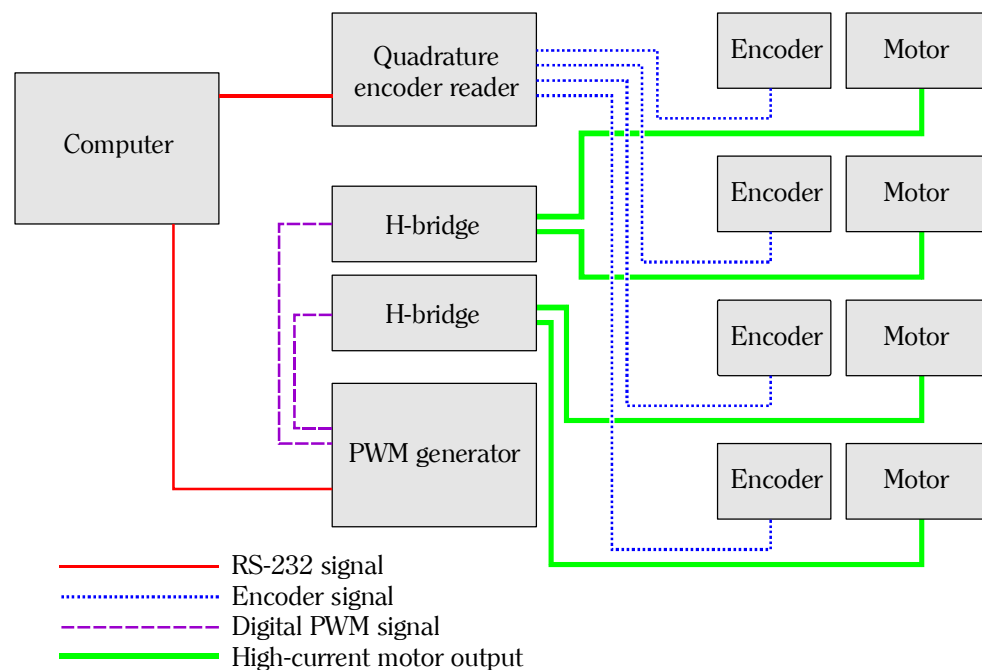 Computer
Quadrature
encoder reader
Encoder
Motor
H-bridge
Encoder
Motor
H-bridge
Encoder
Motor
PWM generator
Encoder
Motor
RS-232 signal
Encoder signal
Digital PWM signal
High-current motor output